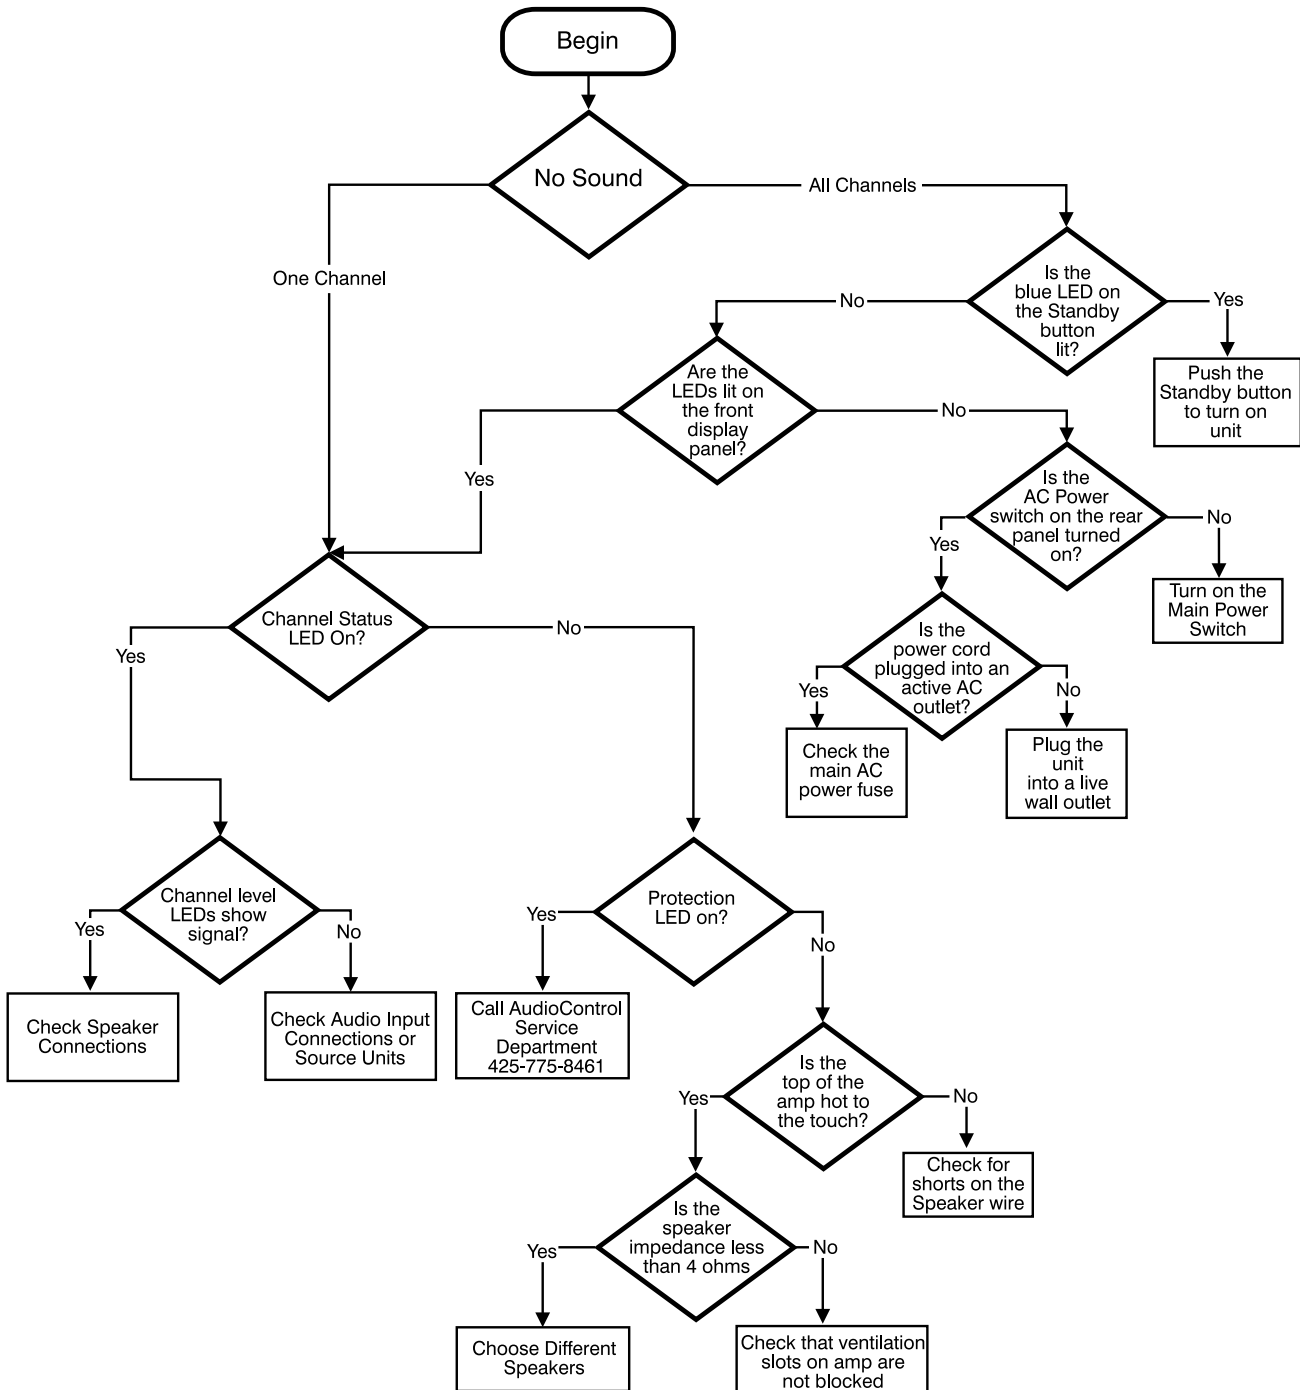 Begin
No Sound
All Channels
One Channel
Is the
blue LED on
the Standby
button
lit?
No
Yes
Push the
Standby button
to turn on
unit
Are the
LEDs lit on
the front
display
panel?
No
Yes
Is the
AC Power
switch on the rear
panel turned
on?
No
Yes
Turn on the
Main Power
Switch
Channel Status
LED On?
No
Yes
Is the
power cord
plugged into an
active AC
outlet?
Yes
No
Check the
main AC
power fuse
Plug the
unit
into a live
wall outlet
Channel level
LEDs show
signal?
Yes
No
Check Speaker
Connections
Check Audio Input
Connections or
Source Units
Protection
LED on?
Yes
No
Call AudioControl
Service
Department
425-775-8461
Is the
top of the
amp hot to
the touch?
Yes
No
Check for
shorts on the
Speaker wire
Is the
speaker
impedance less
than 4 ohms
Yes
No
Choose Different
Speakers
Check that ventilation
slots on amp are
not blocked